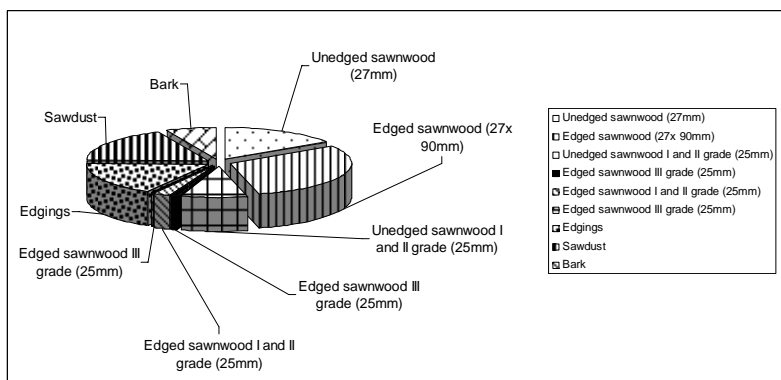 Unedged sawnwood
(27mm)
Bark
Sawdust
Edged sawnwood (27x
90mm)
Edgings
Unedged sawnwood I
and II grade (25mm)
Edged sawnwood III
grade (25mm)
Edged sawnwood III
grade (25mm)
Edged sawnwood I and II
grade (25mm)
Unedged sawnwood (27mm)
Edged sawnwood (27x 90mm)
Unedged sawnwood I and II grade (25mm)
Edged sawnwood III grade (25mm)
Edged sawnwood I and II grade (25mm)
Edged sawnwood III grade (25mm)
Edgings
Sawdust
Bark